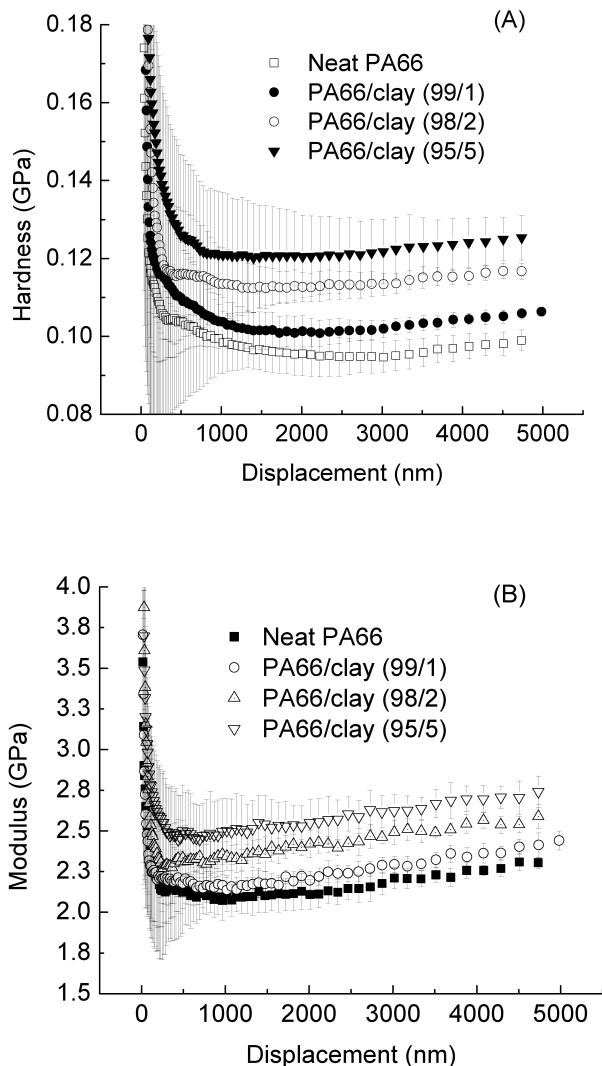 (A)
0.18
0.16
0.14
0.12
0.10
0.08
Hardness (GPa)
Neat PA66
PA66/clay (99/1)
PA66/clay (98/2)
PA66/clay (95/5)
0 1000 2000 3000 4000 5000
Displacement (nm)
(B)
4.0
3.8
3.5
3.3
3.0
2.8
2.5
2.3
2.0
1.8
1.5
Modulus (GPa)
Neat PA66
PA66/clay (99/1)
PA66/clay (98/2)
PA66/clay (95/5)
0 1000 2000 3000 4000 5000
Displacement (nm)